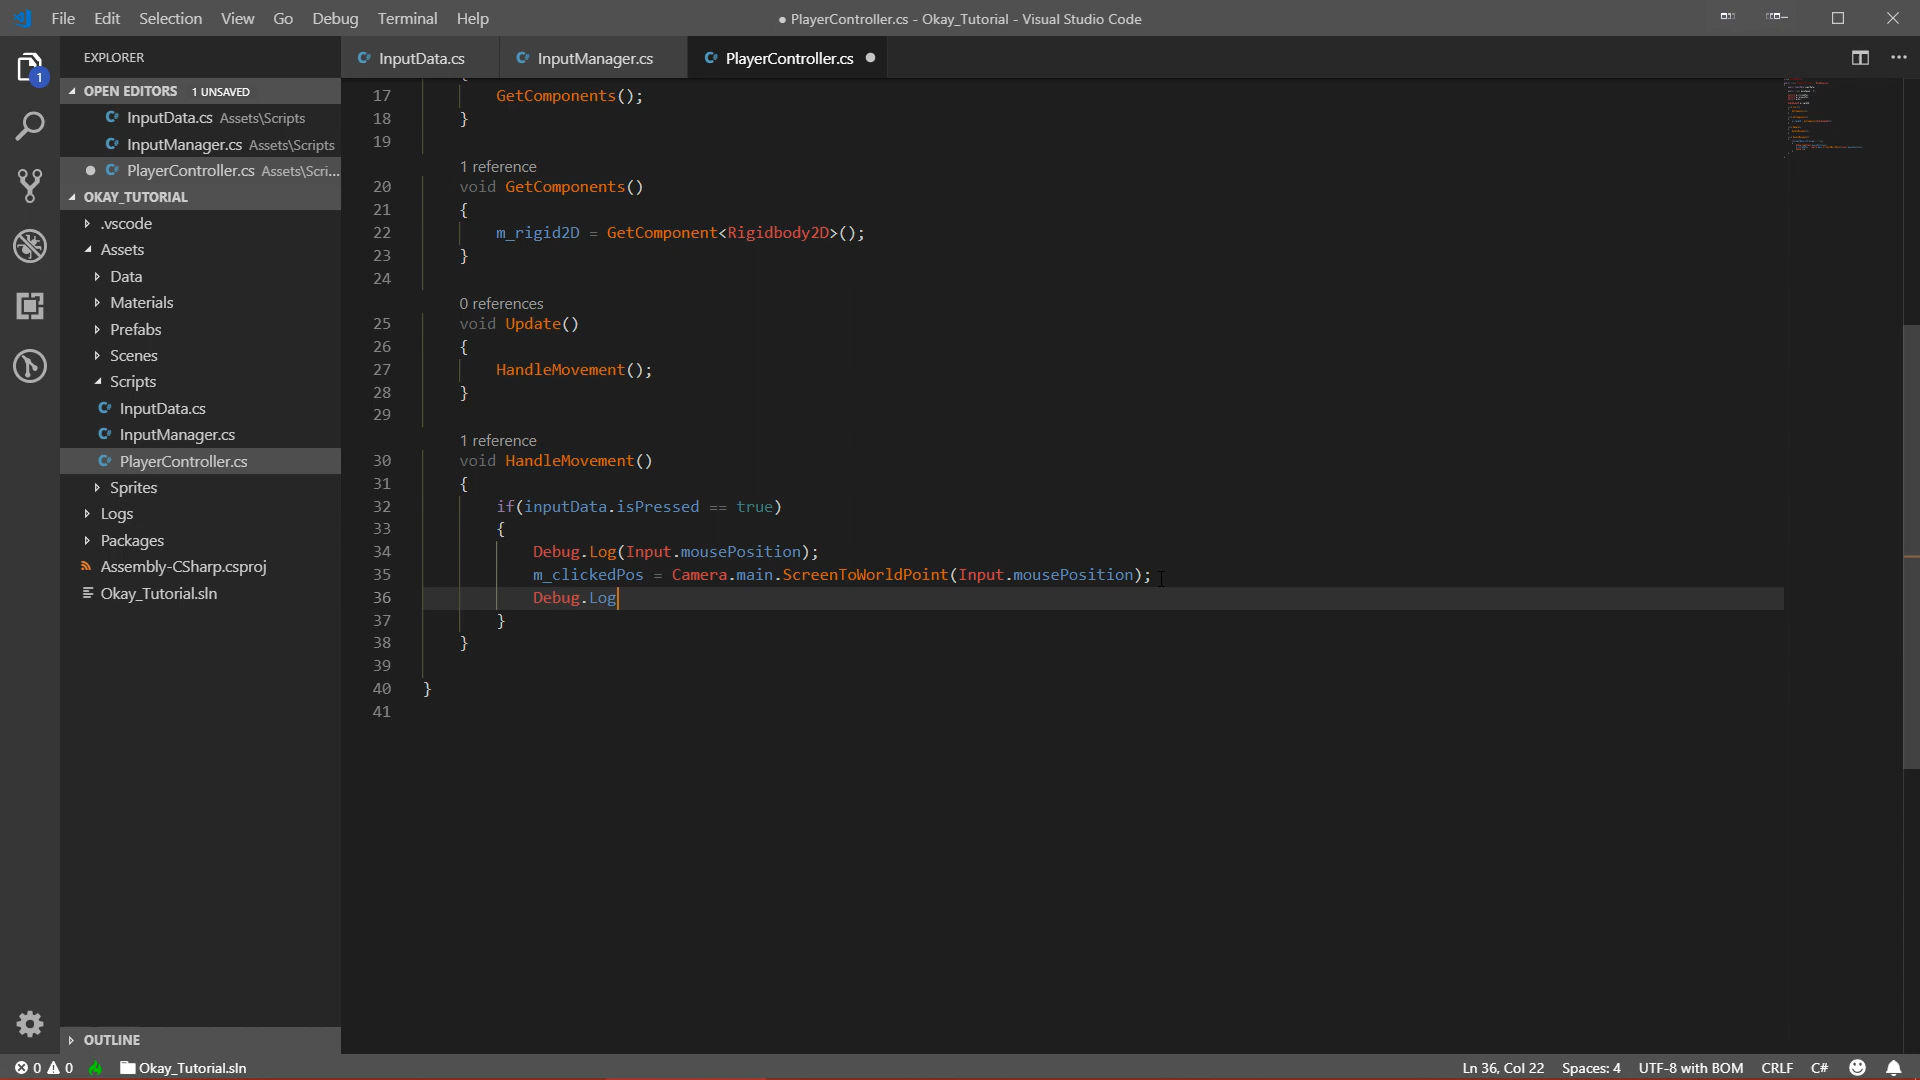 File Edit Selection View Go Debug Terminal Help
● PlayerController.cs - Okay_Tutorial - Visual Studio Code
EXPLORER
InputData.cs
InputManager.cs
PlayerController.cs
1
OPEN EDITORS 1 UNSAVED
InputData.cs Assets\Scripts
InputManager.cs Assets\Scripts
PlayerController.cs Assets\Scri...
OKAY_TUTORIAL
.vscode
Assets
Data
Materials
Prefabs
Scenes
Scripts
InputData.cs
InputManager.cs
PlayerController.cs
Sprites
Logs
Packages
Assembly-CSharp.csproj
Okay_Tutorial.sln
OUTLINE
17 GetComponents();
18 }
19
1 reference
20 void GetComponents()
21 {
22 m_rigid2D = GetComponent<Rigidbody2D>();
23 }
24
0 references
25 void Update()
26 {
27 HandleMovement();
28 }
29
1 reference
30 void HandleMovement()
31 {
32 if(inputData.isPressed == true)
33 {
34 Debug.Log(Input.mousePosition);
35 m_clickedPos = Camera.main.ScreenToWorldPoint(Input.mousePosition);
36 Debug.Log
37 }
38 }
39
40 }
41
0 0 Okay_Tutorial.sln
Ln 36, Col 22 Spaces: 4 UTF-8 with BOM CRLF C#